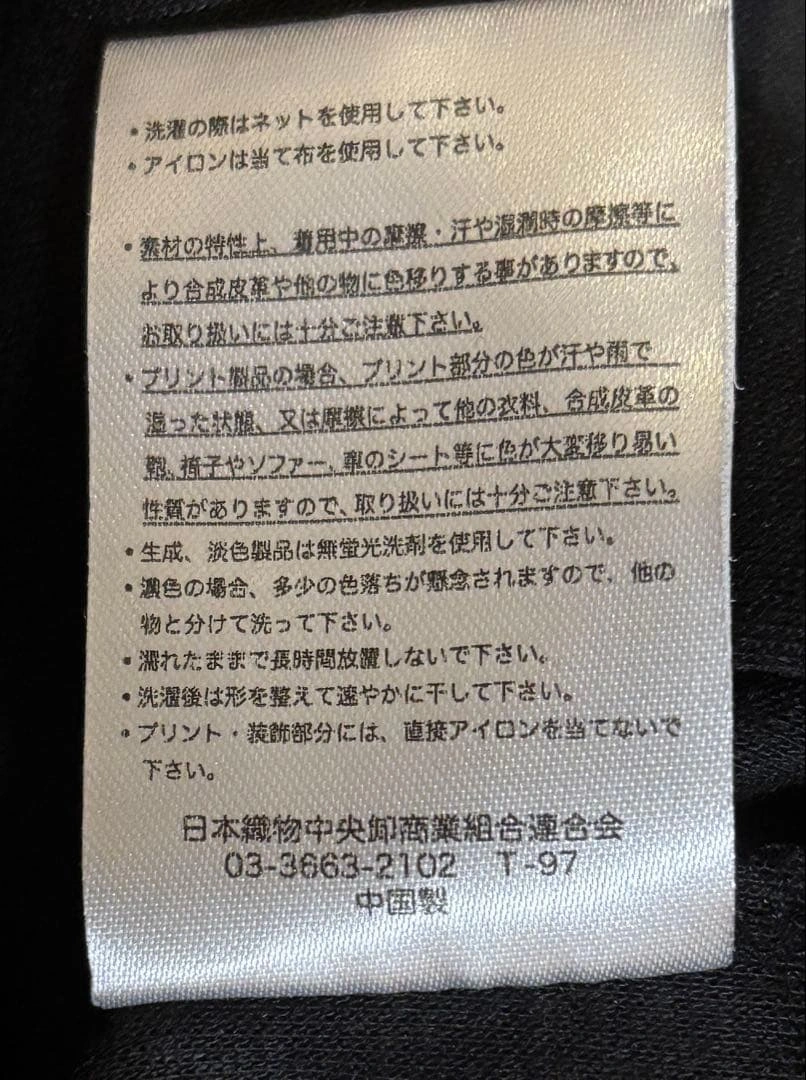 ・洗濯の際はネットを使用して下さい。
・アイロンは当て布を使用して下さい。
・素材の特性上、着用中の摩擦・汗や湿潤時の摩擦等に
より合成皮革や他の物に色移りする事がありますので、
お取り扱いには十分ご注意下さい。
・プリント製品の場合、プリント部分の色が汗や雨で
湿った状態、又は摩擦によって他の衣料、合成皮革の
鞄、椅子やソファー、車のシート等に色が大変移り易い
性質がありますので、取り扱いには十分ご注意下さい。
・生成、淡色製品は無蛍光洗剤を使用して下さい。
・濃色の場合、多少の色落ちが懸念されますので、他の
物と分けて洗って下さい。
・濡れたままで長時間放置しないで下さい。
・洗濯後は形を整えて速やかに干して下さい。
・プリント・装飾部分には、直接アイロンを当てないで
下さい。
日本織物中央卸商業組合連合会
03-3663-2102 T-97
中国製